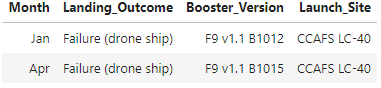 Month Landing_Outcome Booster_Version Launch_Site
Jan Failure (drone ship) F9 v1.1 B1012 CCAFS LC-40
Apr Failure (drone ship) F9 v1.1 B1015 CCAFS LC-40